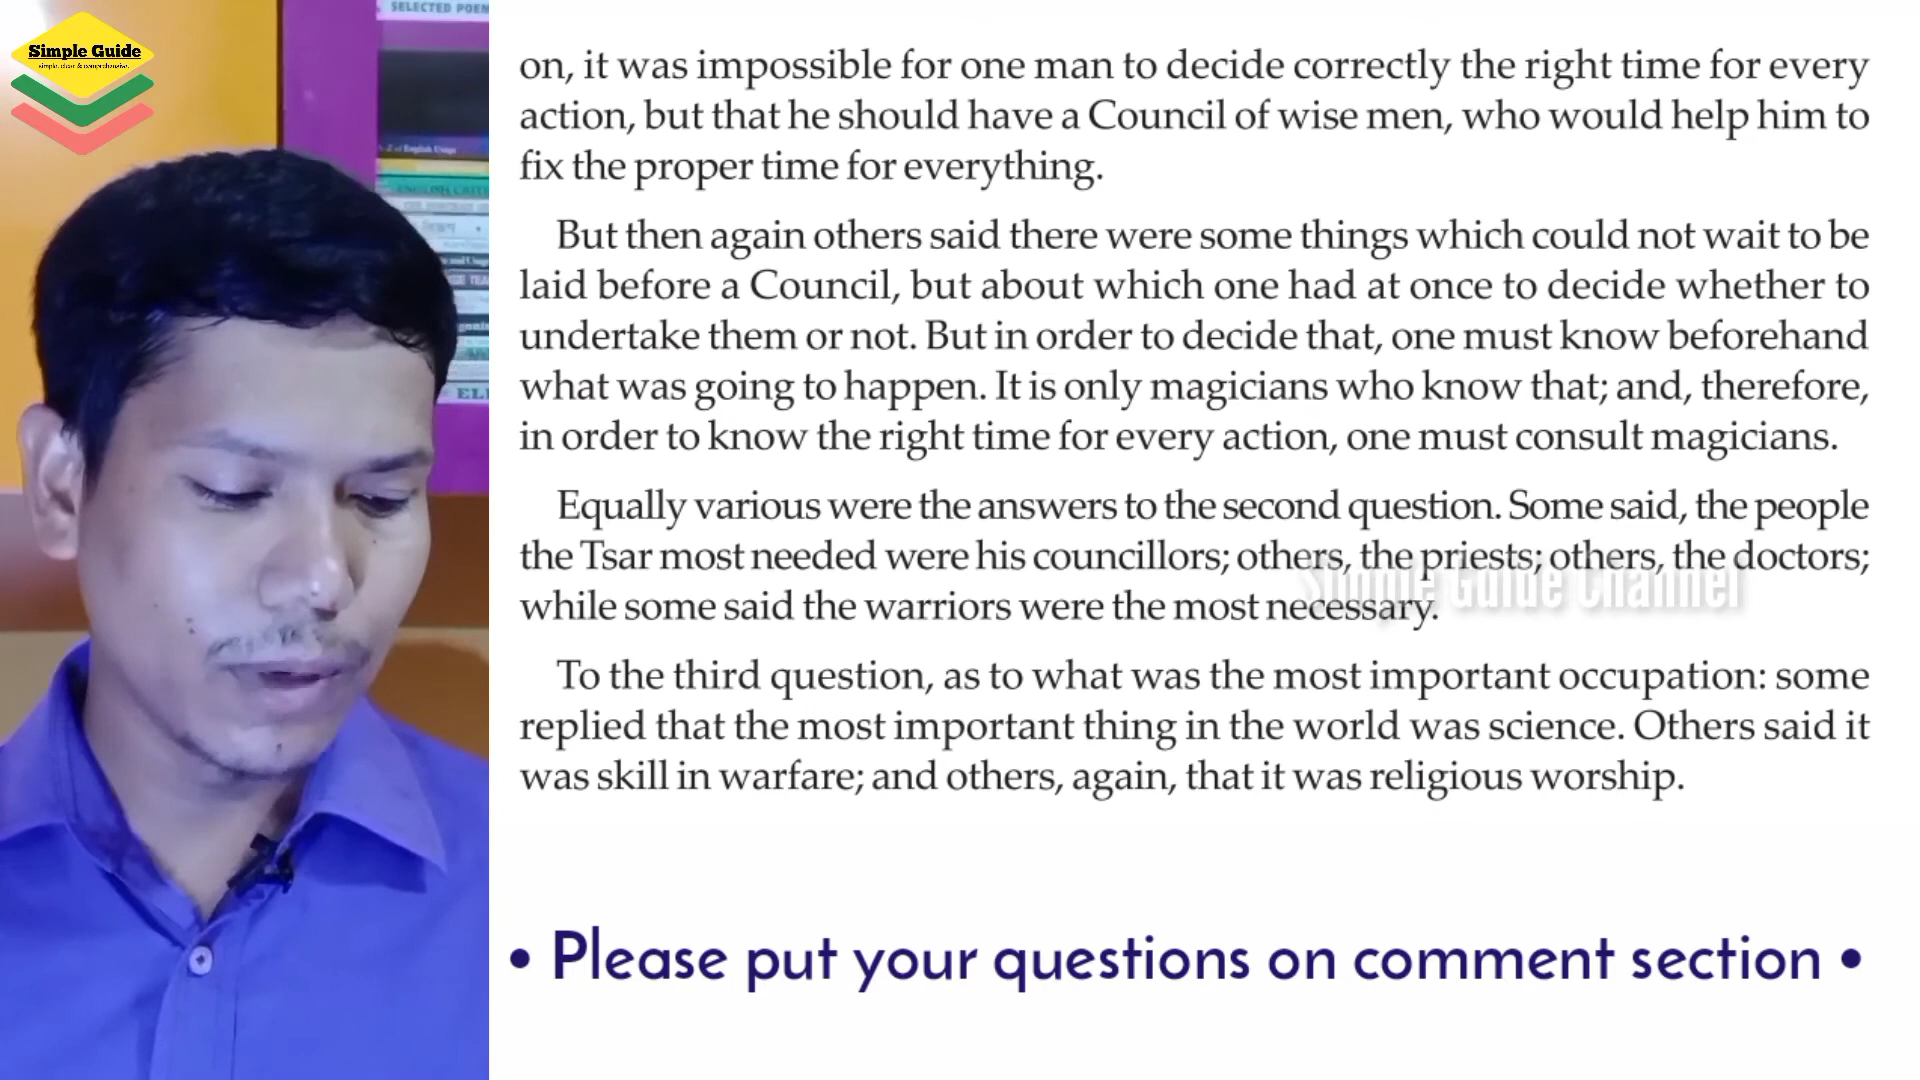 Simple Guide
simple, clear & comprehensive.
SELECTED POEM
on, it was impossible for one man to decide correctly the right time for every
action, but that he should have a Council of wise men, who would help him to
fix the proper time for everything.
But then again others said there were some things which could not wait to be
laid before a Council, but about which one had at once to decide whether to
undertake them or not. But in order to decide that, one must know beforehand
what was going to happen. It is only magicians who know that; and, therefore,
in order to know the right time for every action, one must consult magicians.
Equally various were the answers to the second question. Some said, the people
the Tsar most needed were his councillors; others, the priests; others, the doctors;
while some said the warriors were the most necessary.
Simple Guide Channel
To the third question, as to what was the most important occupation: some
replied that the most important thing in the world was science. Others said it
was skill in warfare; and others, again, that it was religious worship.
• Please put your questions on comment section •